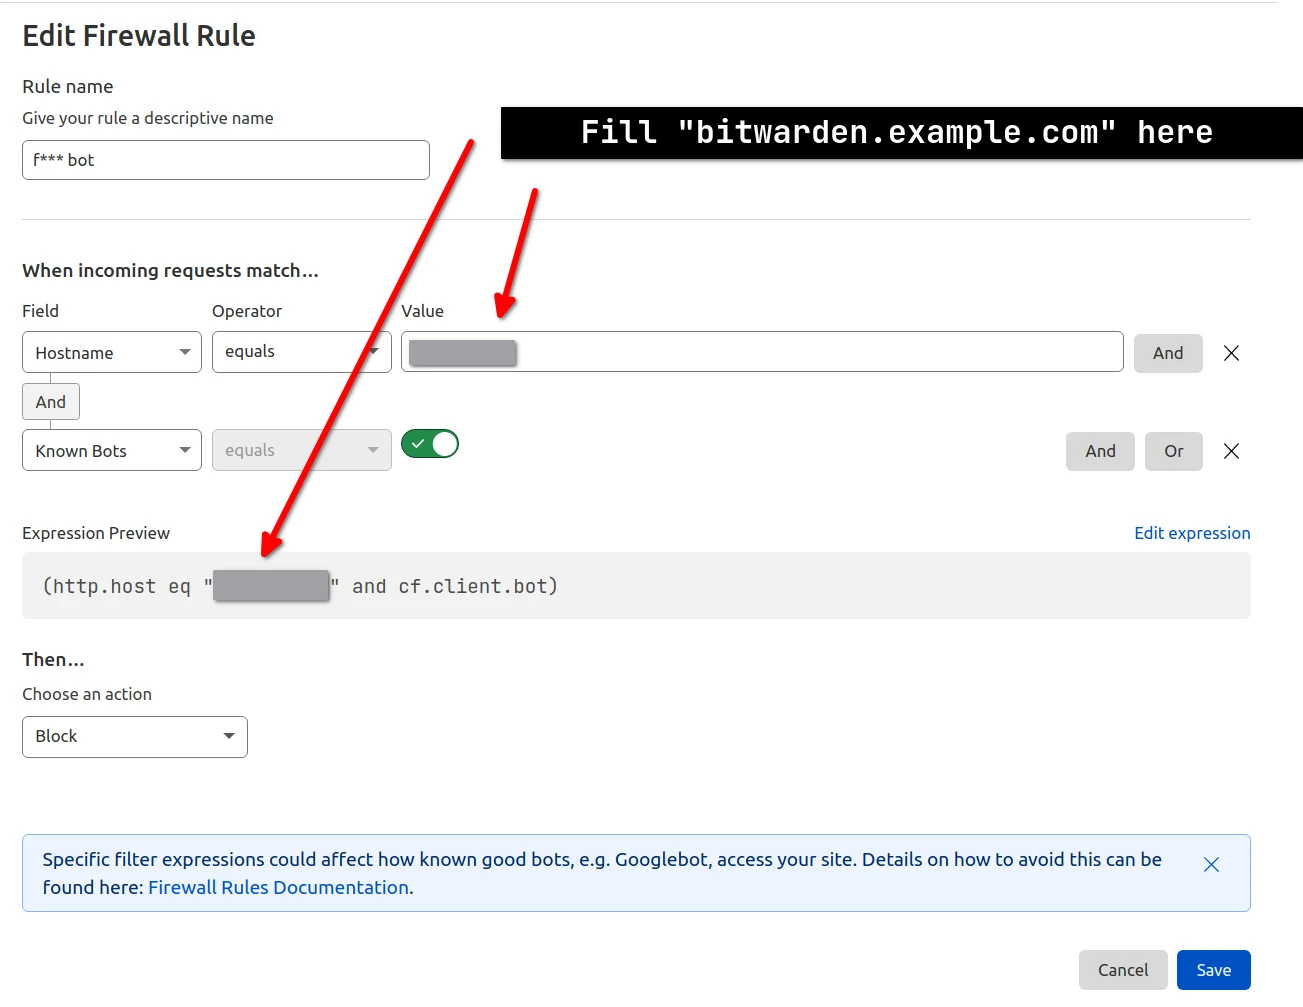 Edit Firewall Rule
Rule name
Give your rule a descriptive name
Fill "bitwarden.example.com" here
f*** bot
When incoming requests match...
Field Operator Value
Hostname equals And
And
Known Bots equals And Or
Expression Preview Edit expression
(http.host eq " " and cf.client.bot)
Then...
Choose an action
Block
Specific filter expressions could affect how known good bots, e.g. Googlebot, access your site. Details on how to avoid this can be
found here: Firewall Rules Documentation.
Cancel Save